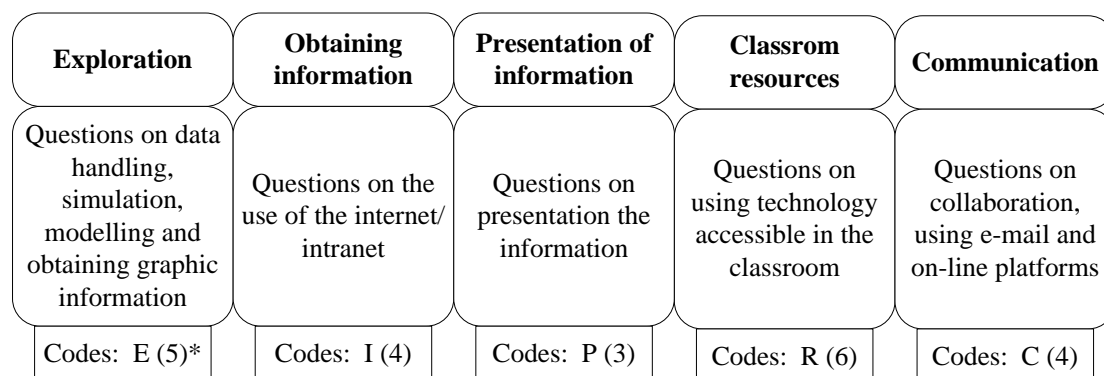 Exploration
Obtaining
information
Presentation of
information
Classrom
resources
Communication
Questions on data
handling,
simulation,
modelling and
obtaining graphic
information
Questions on the
use of the internet/
intranet
Questions on
presentation the
information
Questions on
using technology
accessible in the
classroom
Questions on
collaboration,
using e-mail and
on-line platforms
Codes: E (5)*
Codes: I (4)
Codes: P (3)
Codes: R (6)
Codes: C (4)